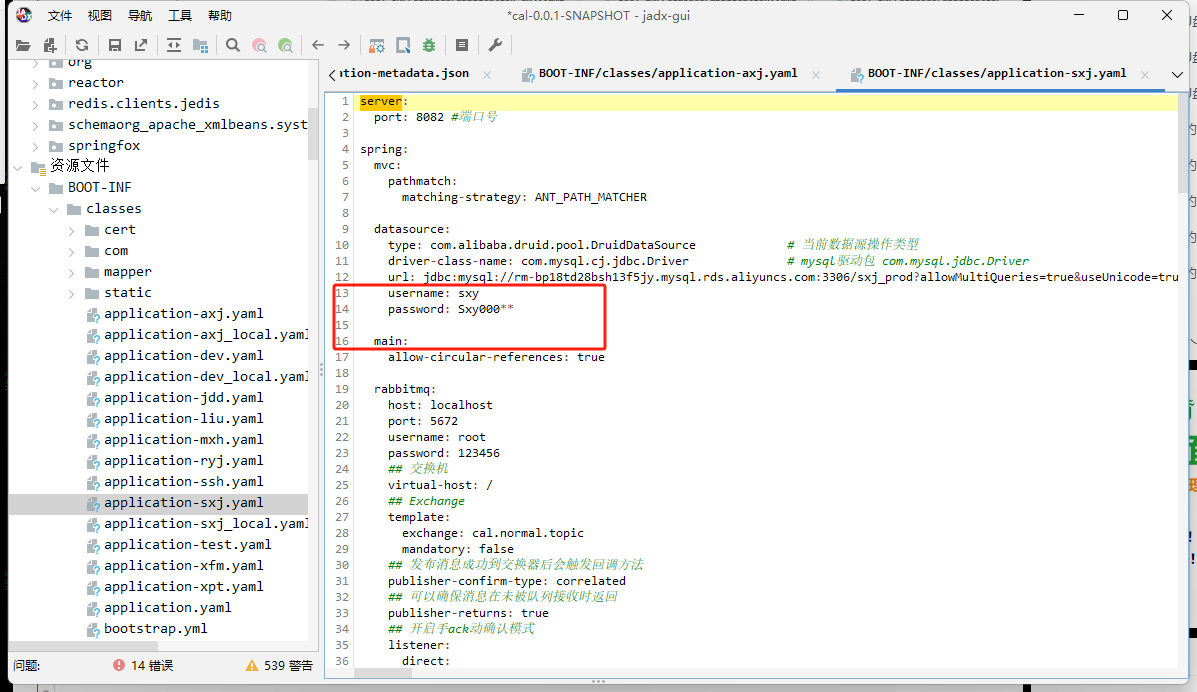 *cal-0.0.1-SNAPSHOT - jadx-gui
文件 视图 导航 工具 帮助
org
reactor
redis.clients.jedis
schemaorg_apache_xmlbeans.syst
springfox
资源文件
BOOT-INF
classes
cert
com
mapper
static
application-axj.yaml
application-axj_local.yaml
application-dev.yaml
application-dev_local.yaml
application-jdd.yaml
application-liu.yaml
application-mxh.yaml
application-ryj.yaml
application-ssh.yaml
application-sxj.yaml
application-sxj_local.yaml
application-test.yaml
application-xfm.yaml
application-xpt.yaml
application.yaml
bootstrap.yml
问题: 14 错误 539 警告
ation-metadata.json BOOT-INF/classes/application-axj.yaml BOOT-INF/classes/application-sxj.yaml
1 server:
2 port: 8082 #端口号
3
4 spring:
5 mvc:
6 pathmatch:
7 matching-strategy: ANT_PATH_MATCHER
8
9 datasource:
10 type: com.alibaba.druid.pool.DruidDataSource # 当前数据源操作类型
11 driver-class-name: com.mysql.cj.jdbc.Driver # mysql驱动包 com.mysql.jdbc.Driver
12 url: jdbc:mysql://rm-bp18td28bsh13f5jy.mysql.rds.aliyuncs.com:3306/sxj_prod?allowMultiQueries=true&useUnicode=tru
13 username: sxy
14 password: Sxy000**
15
16 main:
17 allow-circular-references: true
18
19 rabbitmq:
20 host: localhost
21 port: 5672
22 username: root
23 password: 123456
24 ## 交换机
25 virtual-host: /
26 ## Exchange
27 template:
28 exchange: cal.normal.topic
29 mandatory: false
30 ## 发布消息成功到交换器后会触发回调方法
31 publisher-confirm-type: correlated
32 ## 可以确保消息在未被队列接收时返回
33 publisher-returns: true
34 ## 开启手ack动确认模式
35 listener:
36 direct: